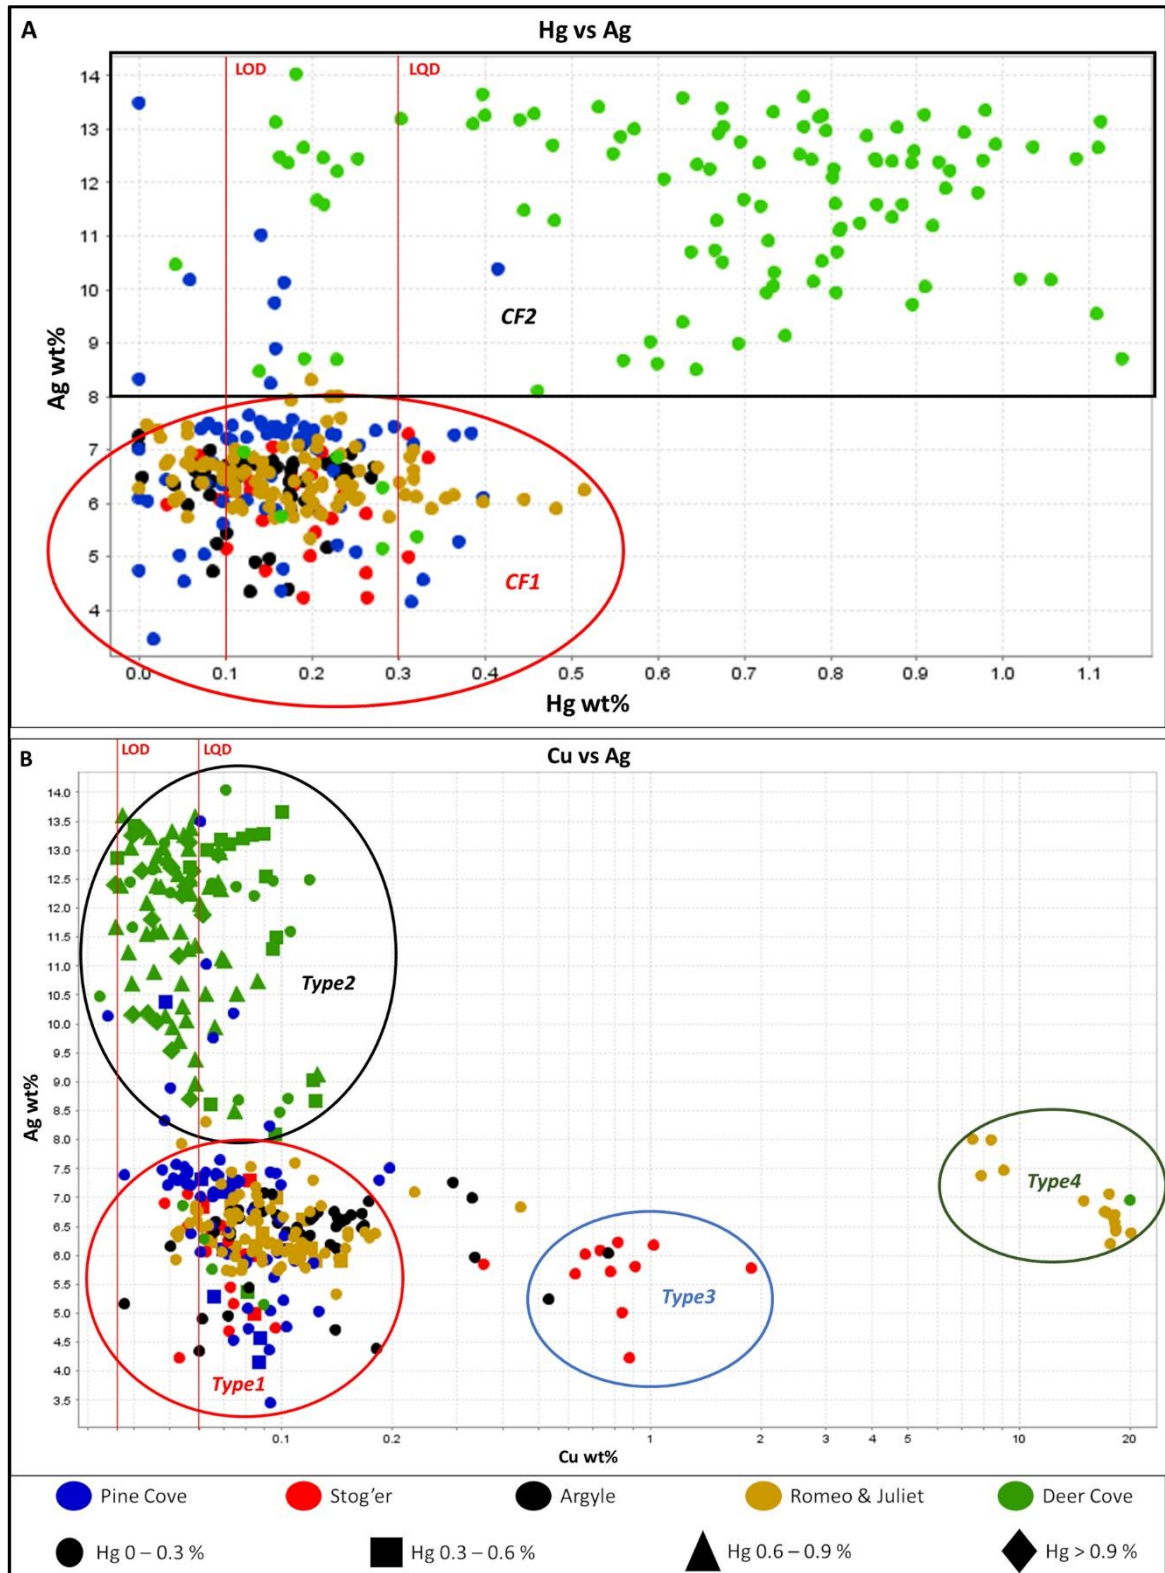 A
Hg vs Ag
LOD LQD
14
13
12
11
10
9
8
7
6
5
4
Ag wt%
CF2
CF1
0.0 0.1 0.2 0.3 0.4 0.5 0.6 0.7 0.8 0.9 1.0 1.1
Hg wt%
B
LOD LQD
Cu vs Ag
14.0
13.5
13.0
12.5
12.0
11.5
11.0
10.5
10.0
9.5
9.0
8.5
8.0
7.5
7.0
6.5
6.0
5.5
5.0
4.5
4.0
3.5
Ag wt%
Type2
Type4
Type3
Type1
0.1 0.2 1 2 3 4 5 10 20
Cu wt%
Pine Cove Stog'er Argyle Romeo & Juliet Deer Cove
Hg 0 – 0.3 % Hg 0.3 – 0.6 % Hg 0.6 – 0.9 % Hg > 0.9 %